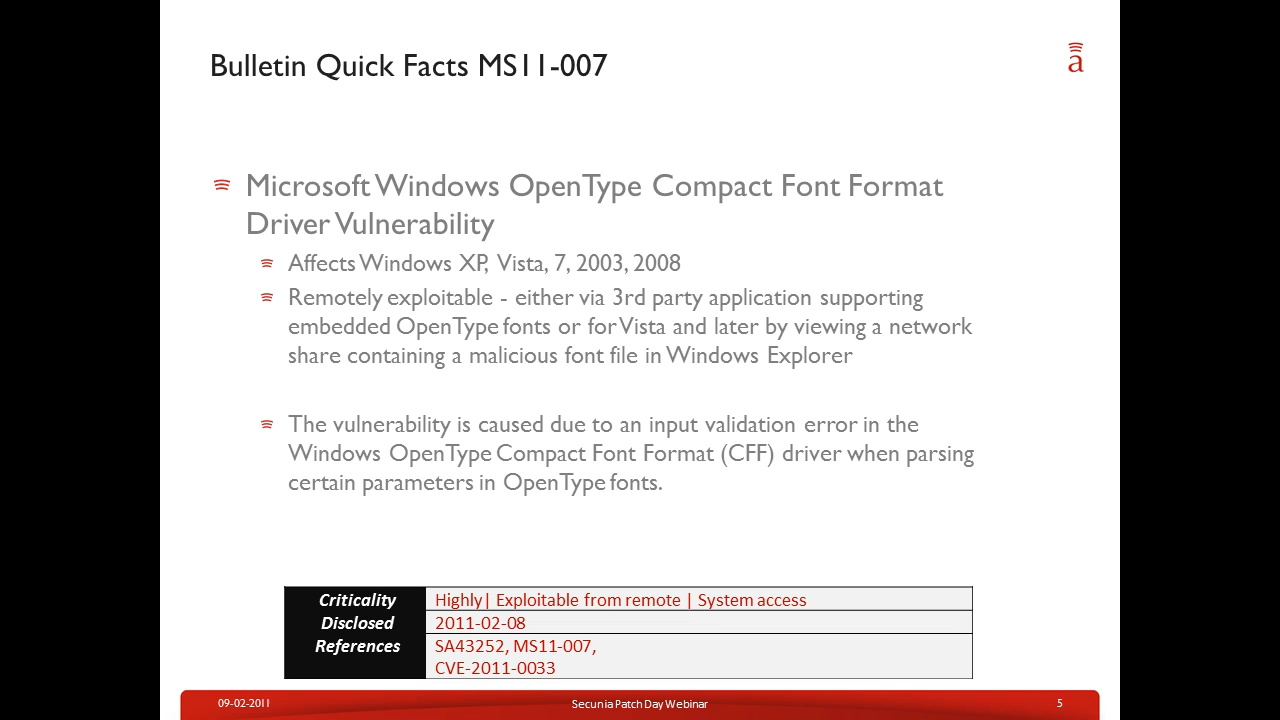 Bulletin Quick Facts MS11-007
a
Microsoft Windows OpenType Compact Font Format
Driver Vulnerability
Affects Windows XP, Vista, 7, 2003, 2008
Remotely exploitable - either via 3rd party application supporting
embedded OpenType fonts or for Vista and later by viewing a network
share containing a malicious font file in Windows Explorer
The vulnerability is caused due to an input validation error in the
Windows OpenType Compact Font Format (CFF) driver when parsing
certain parameters in OpenType fonts.
Criticality Highly| Exploitable from remote | System access
Disclosed 2011-02-08
References SA43252, MS11-007,
CVE-2011-0033
09-02-2011 Secunia Patch Day Webinar 5